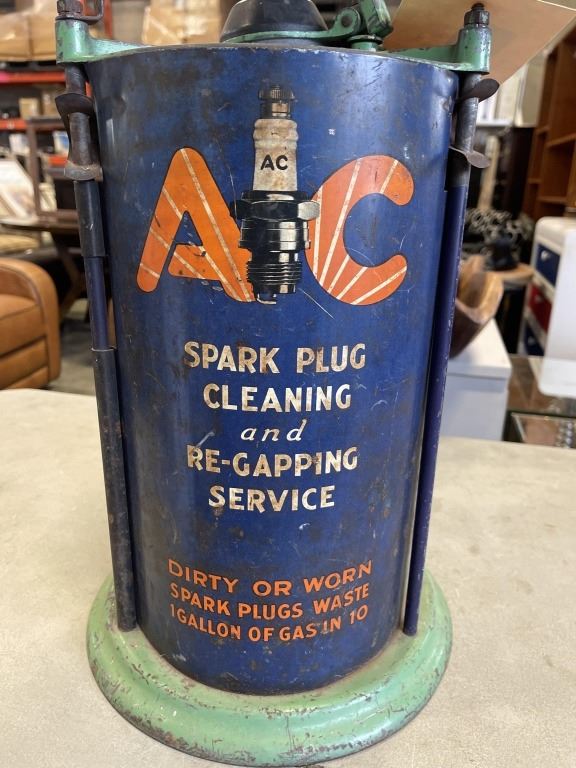 AC
AC
SPARK PLUG
CLEANING
and
RE-GAPPING
SERVICE
DIRTY OR WORN
SPARK PLUGS WASTE
1 GALLON OF GAS IN 10